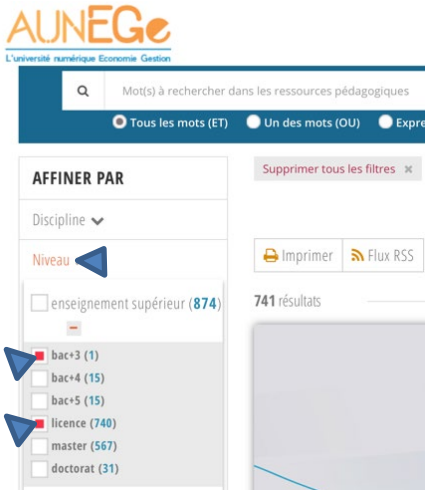 AUNEGe
L'université numérique Economie Gestion
Mot(s) à rechercher dans les ressources pédagogiques
Tous les mots (ET) Un des mots (OU) Expre
AFFINER PAR
Supprimer tous les filtres ×
Discipline
Niveau
Imprimer Flux RSS
enseignement supérieur (874)
741 résultats
bac+3 (1)
bac+4 (15)
bac+5 (15)
licence (740)
master (567)
doctorat (31)